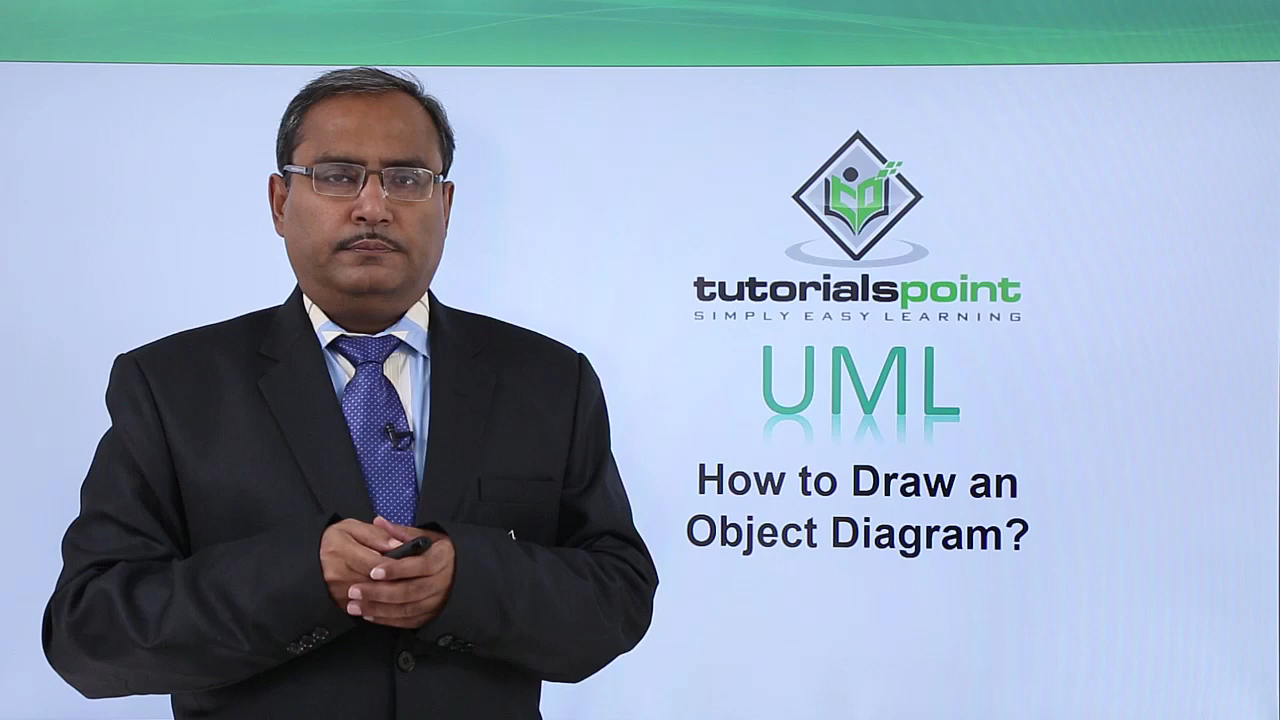 tutorialspoint
SIMPLY EASY LEARNING
UML
How to Draw an
Object Diagram?